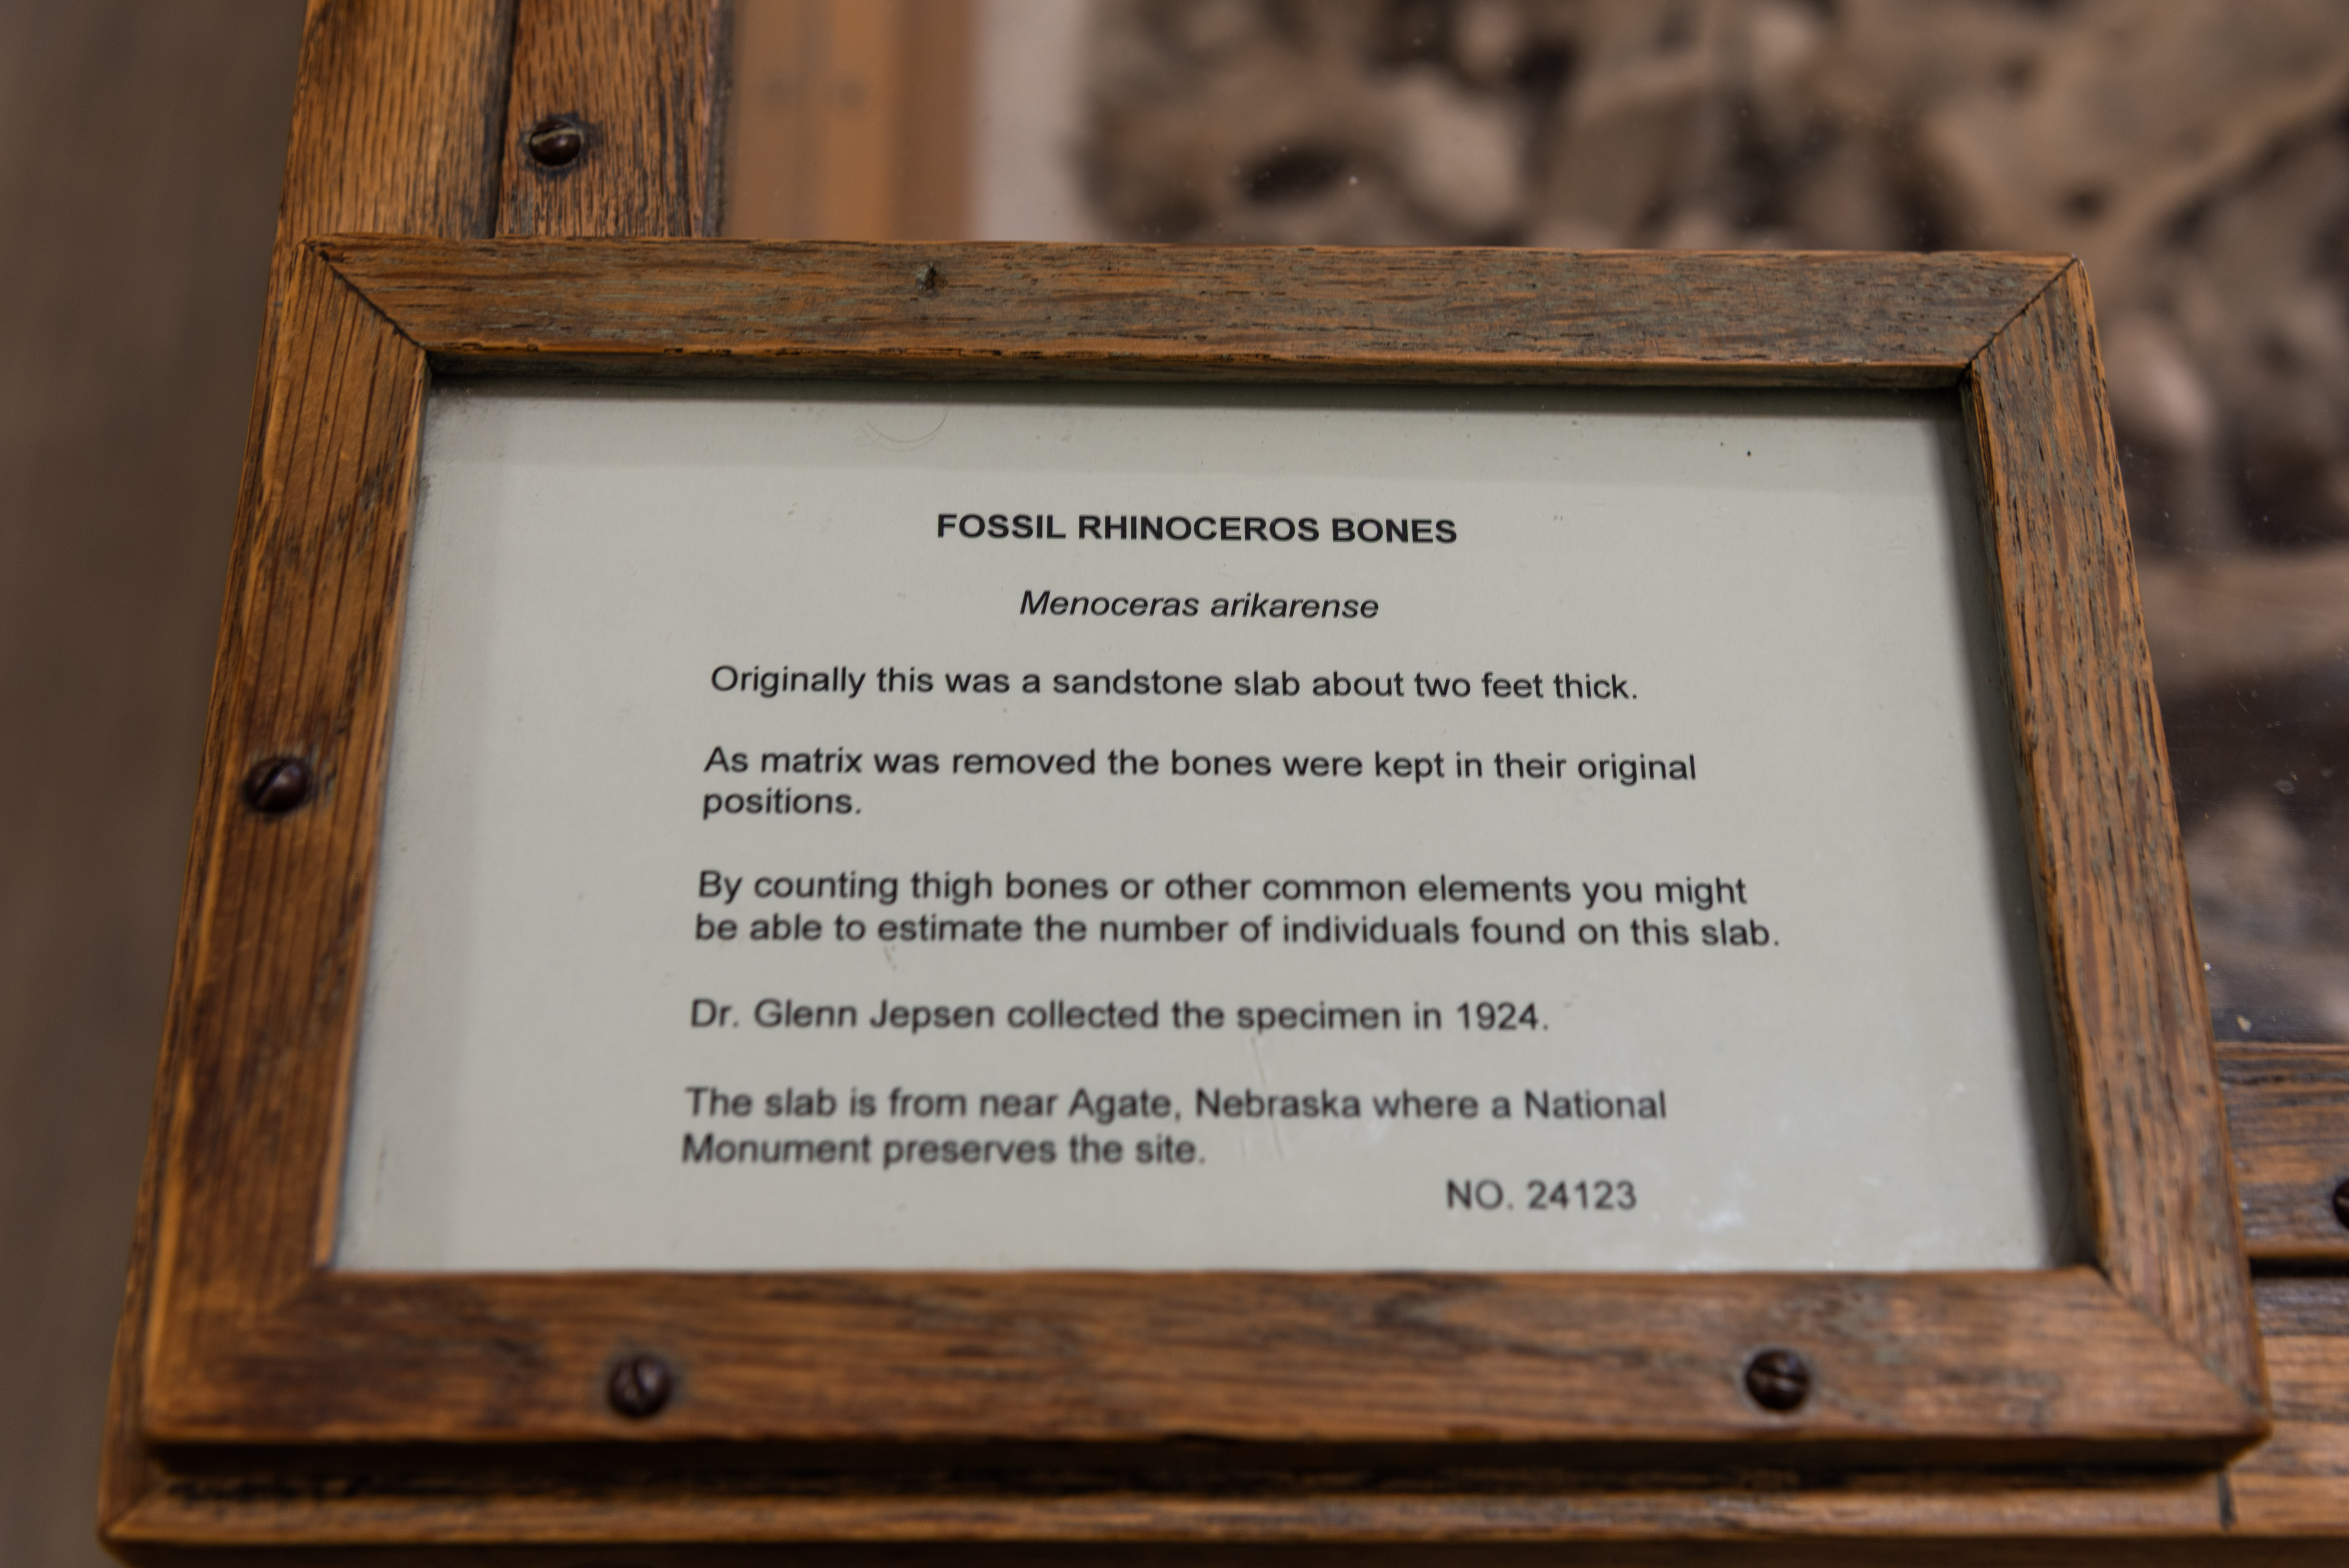 FOSSIL RHINOCEROS BONES
Menoceras arikarense
Originally this was a sandstone slab about two feet thick.
As matrix was removed the bones were kept in their original
positions.
By counting thigh bones or other common elements you might
be able to estimate the number of individuals found on this slab.
Dr. Glenn Jepsen collected the specimen in 1924.
The slab is from near Agate, Nebraska where a National
Monument preserves the site.
NO. 24123